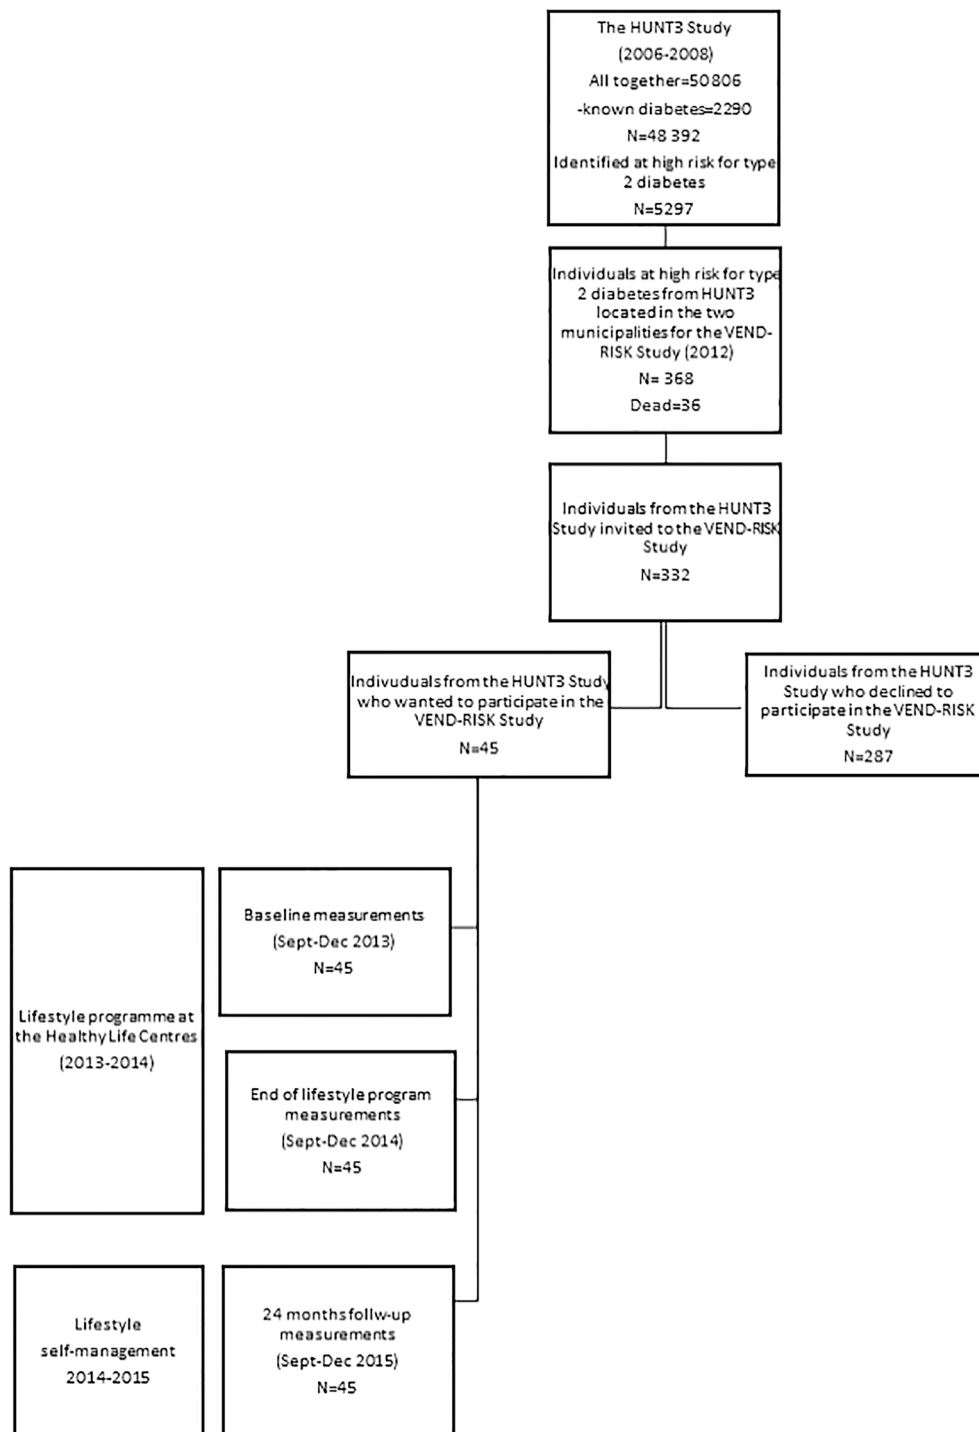 The HUNT3 Study
(2006-2008)
All together=50806
-known diabetes=2290
N=48 392
Identified at high risk for type
2 diabetes
N=5297
Individuals at high risk for type
2 diabetes from HUNT3
located in the two
municipalities for the VEND-
RISK Study (2012)
N= 368
Dead=36
Individuals from the HUNT3
Study invited to the VEND-RISK
Study
N=332
Indivuduals from the HUNT3 Study
who wanted to participate in the
VEND-RISK Study
N=45
Individuals from the HUNT3
Study who declined to
participate in the VEND-RISK
Study
N=287
Lifestyle programme at
the Healthy Life Centres
(2013-2014)
Baseline measurements
(Sept-Dec 2013)
N=45
End of lifestyle program
measurements
(Sept-Dec 2014)
N=45
Lifestyle
self-management
2014-2015
24 months follw-up
measurements
(Sept-Dec 2015)
N=45